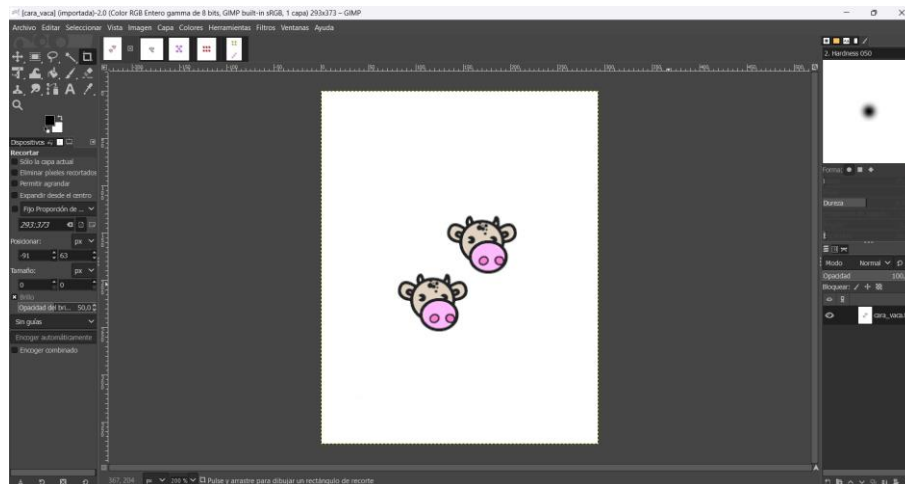 [cara_vaca] (importada)-2.0 (Color RGB Entero gamma de 8 bits, GIMP built-in sRGB, 1 capa) 293x373 – GIMP
Archivo Editar Seleccionar Vista Imagen Capa Colores Herramientas Filtros Ventanas Ayuda
2. Hardness 050
Dispositivos
Recortar
Sólo la capa actual
Eliminar píxeles recortados
Permitir agrandar
Expandir desde el centro
Fijo Proporción de ...
293:373
Posicionar: px
-91 63
Tamaño: px
0 0
Brillo
Opacidad del bri... 50,0
Sin guías
Encoger automáticamente
Encoger combinado
Forma:
Dureza
Modo Normal
Opacidad 100,
Bloquear:
cara_vaca.
367, 204 px 200 % Pulse y arrastre para dibujar un rectángulo de recorte